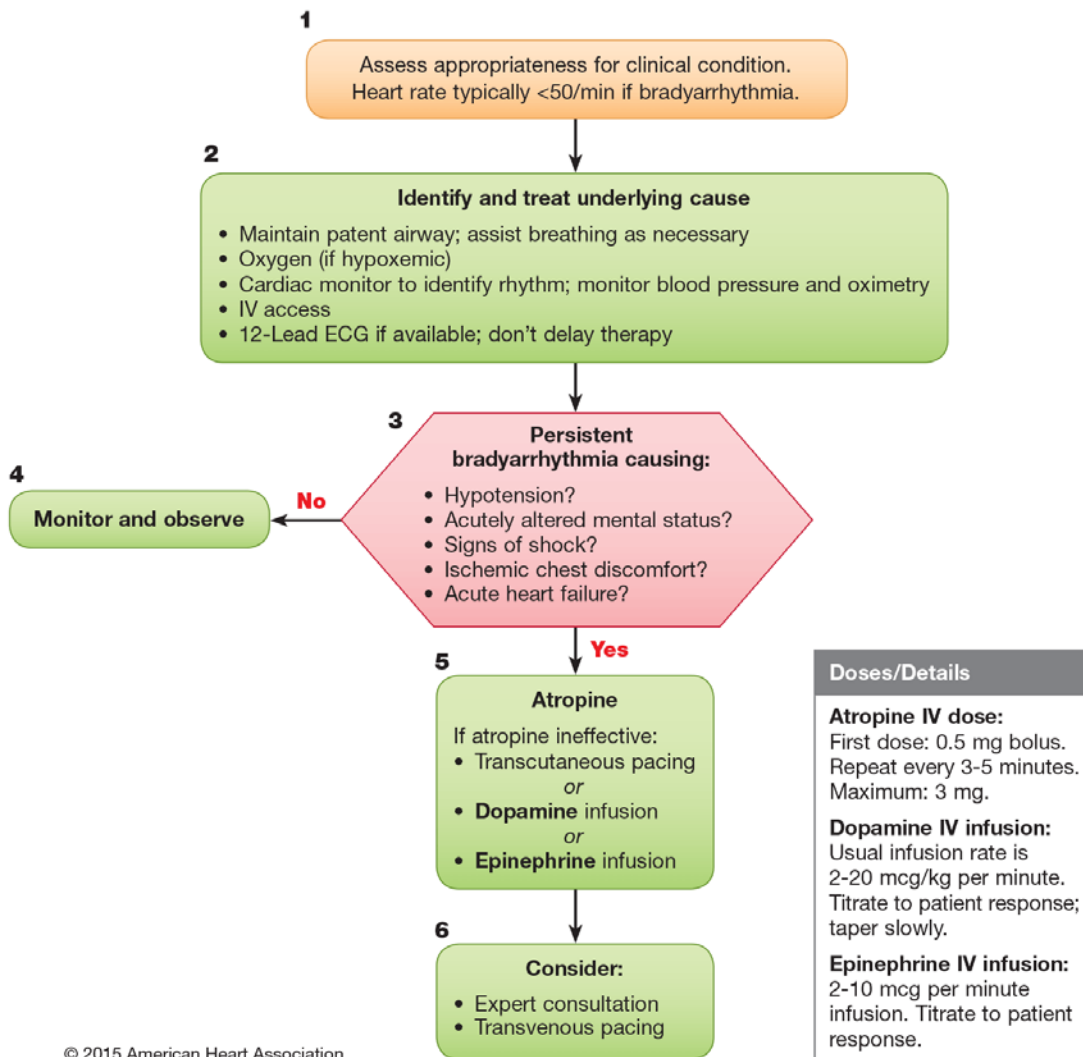 1
Assess appropriateness for clinical condition.
Heart rate typically <50/min if bradyarrhythmia.
2
Identify and treat underlying cause
• Maintain patent airway; assist breathing as necessary
• Oxygen (if hypoxemic)
• Cardiac monitor to identify rhythm; monitor blood pressure and oximetry
• IV access
• 12-Lead ECG if available; don't delay therapy
3
Persistent
bradyarrhythmia causing:
• Hypotension?
• Acutely altered mental status?
• Signs of shock?
• Ischemic chest discomfort?
• Acute heart failure?
No
4
Monitor and observe
Yes
5
Atropine
If atropine ineffective:
• Transcutaneous pacing
or
• Dopamine infusion
or
• Epinephrine infusion
6
Consider:
• Expert consultation
• Transvenous pacing
Doses/Details
Atropine IV dose:
First dose: 0.5 mg bolus.
Repeat every 3-5 minutes.
Maximum: 3 mg.
Dopamine IV infusion:
Usual infusion rate is
2-20 mcg/kg per minute.
Titrate to patient response;
taper slowly.
Epinephrine IV infusion:
2-10 mcg per minute
infusion. Titrate to patient
response.
© 2015 American Heart Association